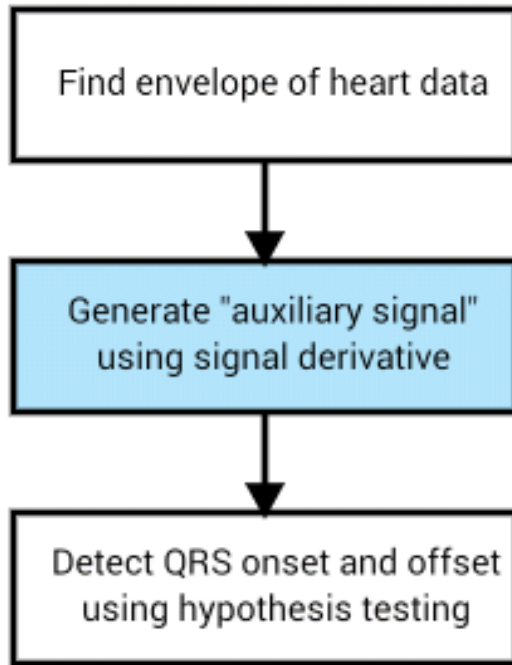 Find envelope of heart data
Generate "auxiliary signal"
using signal derivative
Detect QRS onset and offset
using hypothesis testing